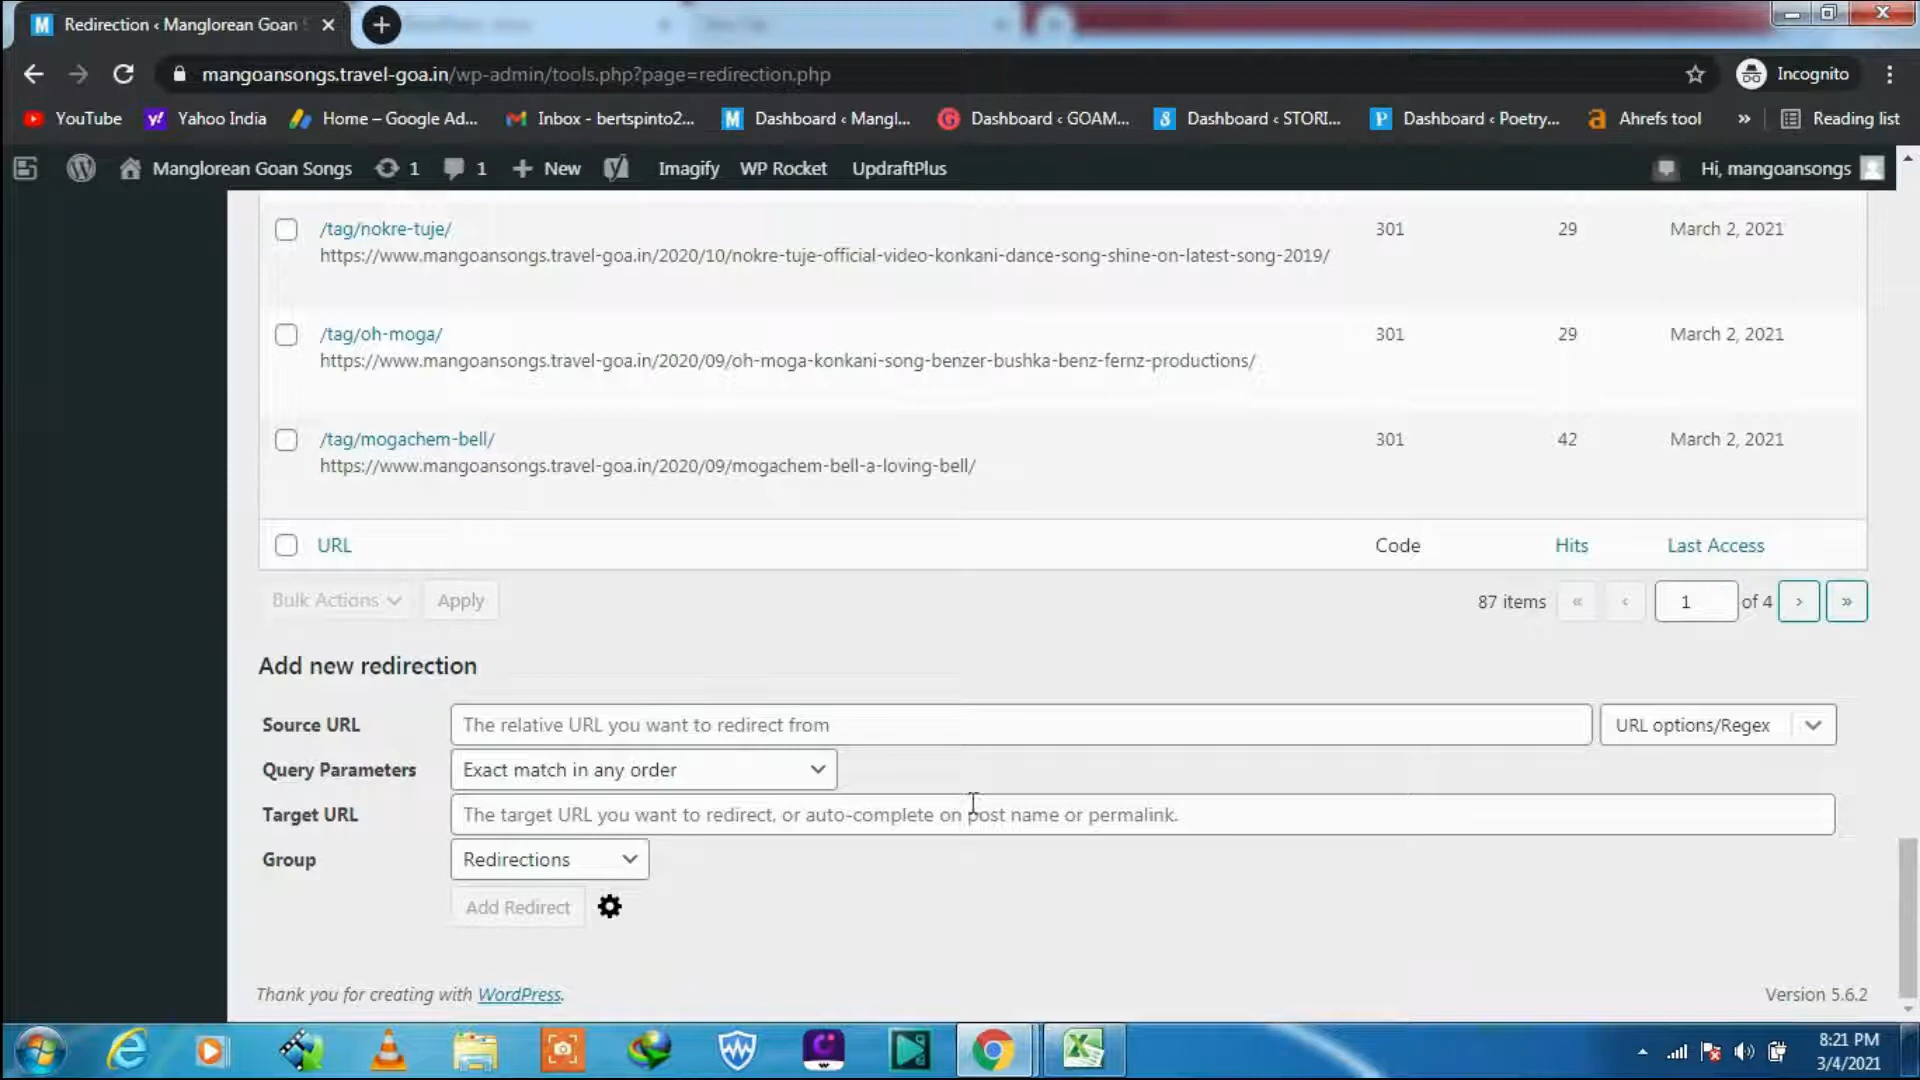 Redirection ‹ Manglorean Goan
mangoansongs.travel-goa.in/wp-admin/tools.php?page=redirection.php
Incognito
YouTube
Yahoo India
Home – Google Ad...
Inbox - bertspinto2...
Dashboard ‹ Mangl...
Dashboard ‹ GOAM...
Dashboard ‹ STORI...
Dashboard ‹ Poetry...
Ahrefs tool
»
Reading list
Manglorean Goan Songs
1
1
New
Imagify
WP Rocket
UpdraftPlus
Hi, mangoansongs
/tag/nokre-tuje/ 301 29 March 2, 2021
https://www.mangoansongs.travel-goa.in/2020/10/nokre-tuje-official-video-konkani-dance-song-shine-on-latest-song-2019/
/tag/oh-moga/ 301 29 March 2, 2021
https://www.mangoansongs.travel-goa.in/2020/09/oh-moga-konkani-song-benzer-bushka-benz-fernz-productions/
/tag/mogachem-bell/ 301 42 March 2, 2021
https://www.mangoansongs.travel-goa.in/2020/09/mogachem-bell-a-loving-bell/
URL Code Hits Last Access
Bulk Actions Apply 87 items « ‹ 1 of 4 › »
Add new redirection
Source URL The relative URL you want to redirect from URL options/Regex
Query Parameters Exact match in any order
Target URL The target URL you want to redirect, or auto-complete on post name or permalink.
Group Redirections
Add Redirect
Thank you for creating with WordPress. Version 5.6.2
8:21 PM
3/4/2021